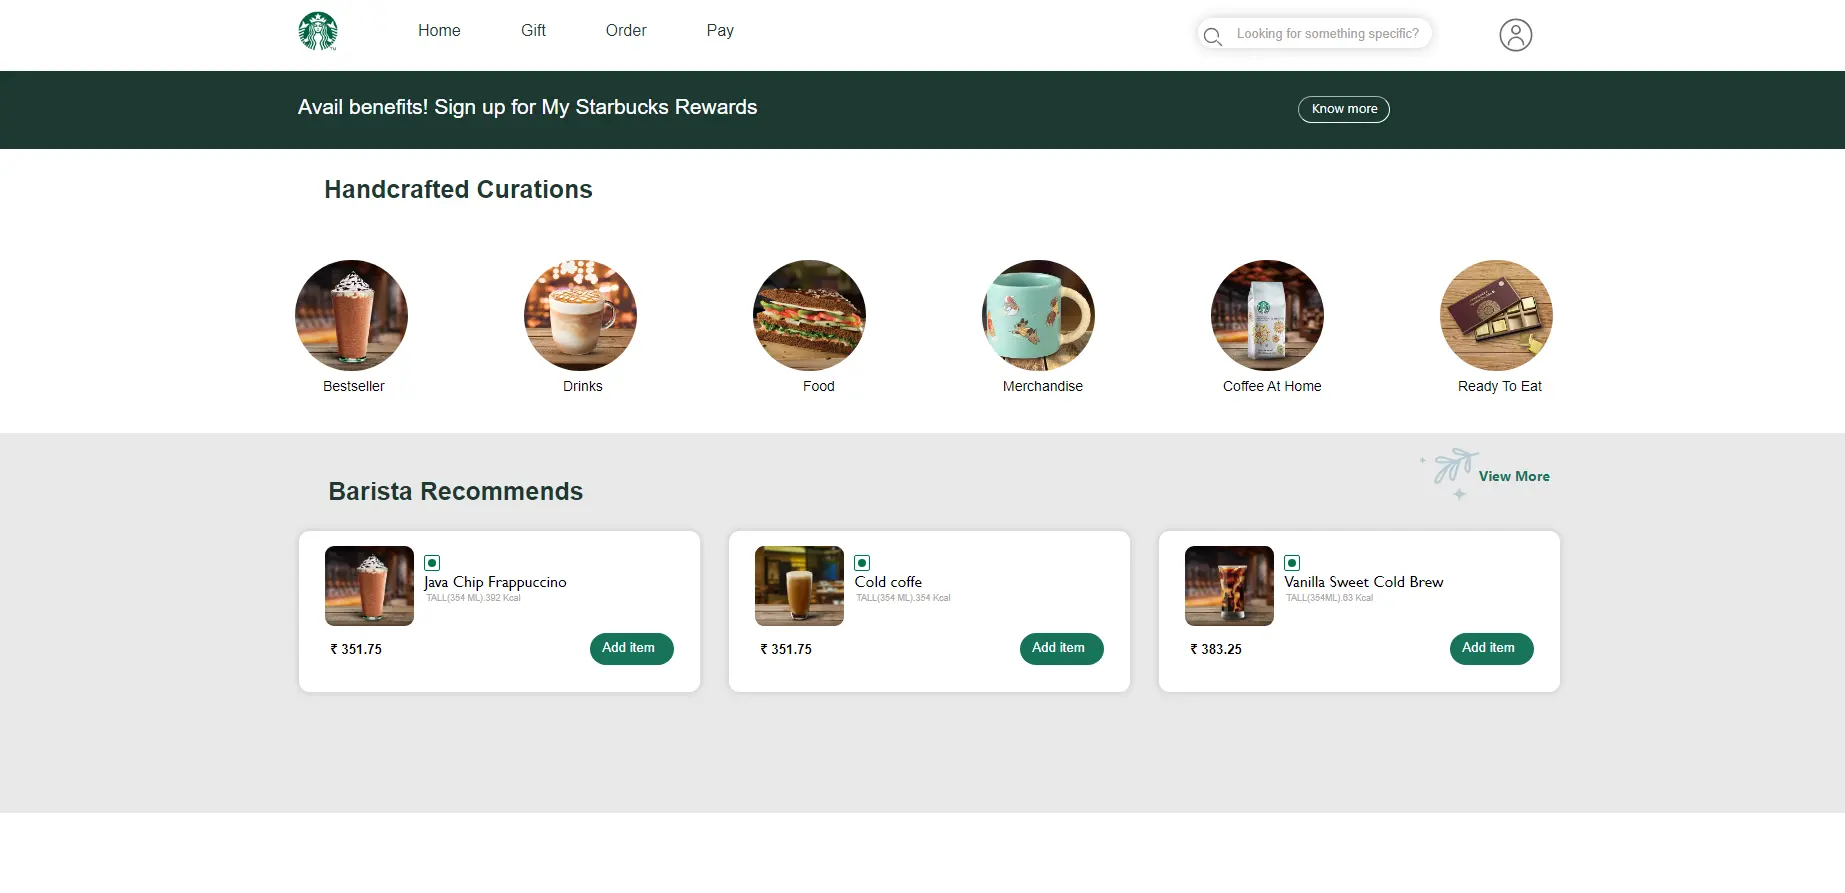 Home Gift Order Pay Looking for something specific?
Avail benefits! Sign up for My Starbucks Rewards Know more
Handcrafted Curations
Bestseller Drinks Food Merchandise Coffee At Home Ready To Eat
View More
Barista Recommends
Java Chip Frappuccino
TALL(354 ML).392 Kcal
₹ 351.75 Add item
Cold coffe
TALL(354 ML).354 Kcal
₹ 351.75 Add item
Vanilla Sweet Cold Brew
TALL(354ML).63 Kcal
₹ 383.25 Add item